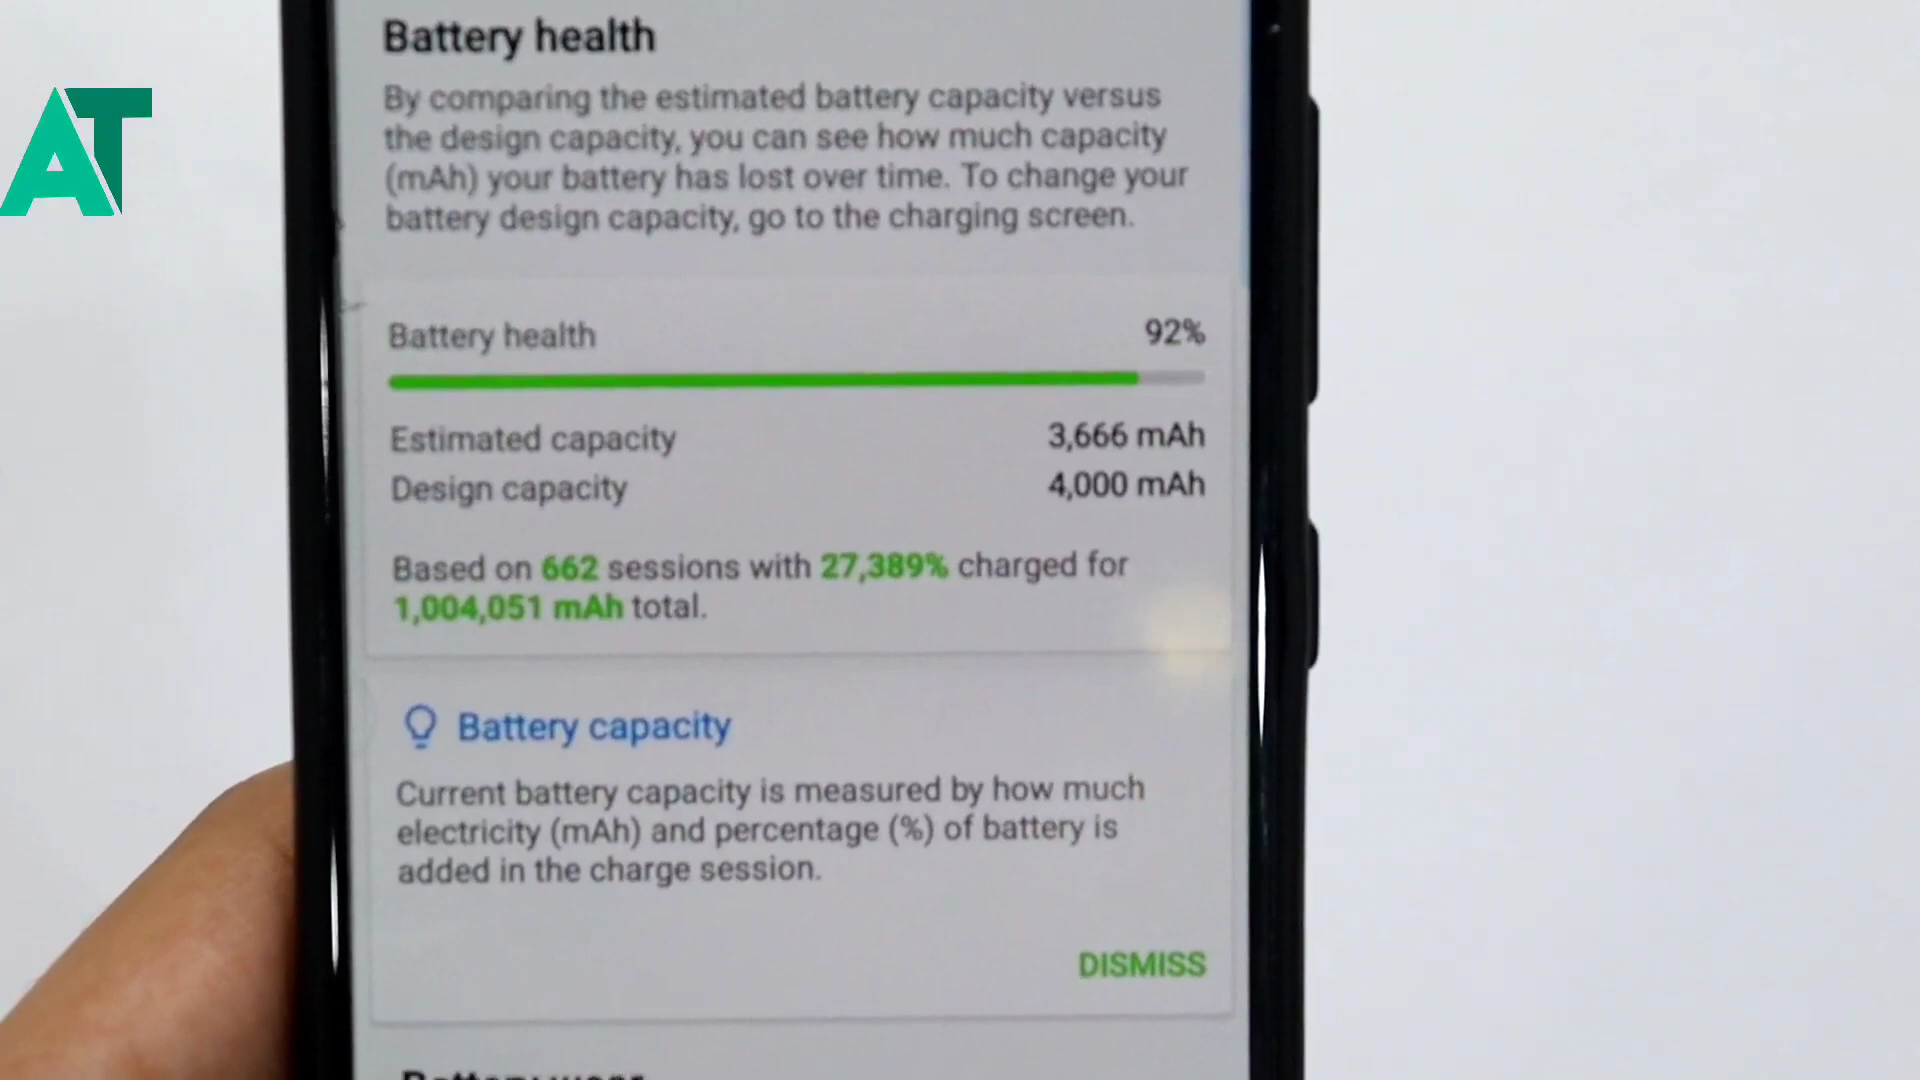 AT
Battery health
By comparing the estimated battery capacity versus
the design capacity, you can see how much capacity
(mAh) your battery has lost over time. To change your
battery design capacity, go to the charging screen.
Battery health 92%
Estimated capacity 3,666 mAh
Design capacity 4,000 mAh
Based on 662 sessions with 27,389% charged for
1,004,051 mAh total.
Battery capacity
Current battery capacity is measured by how much
electricity (mAh) and percentage (%) of battery is
added in the charge session.
DISMISS
Battery wear